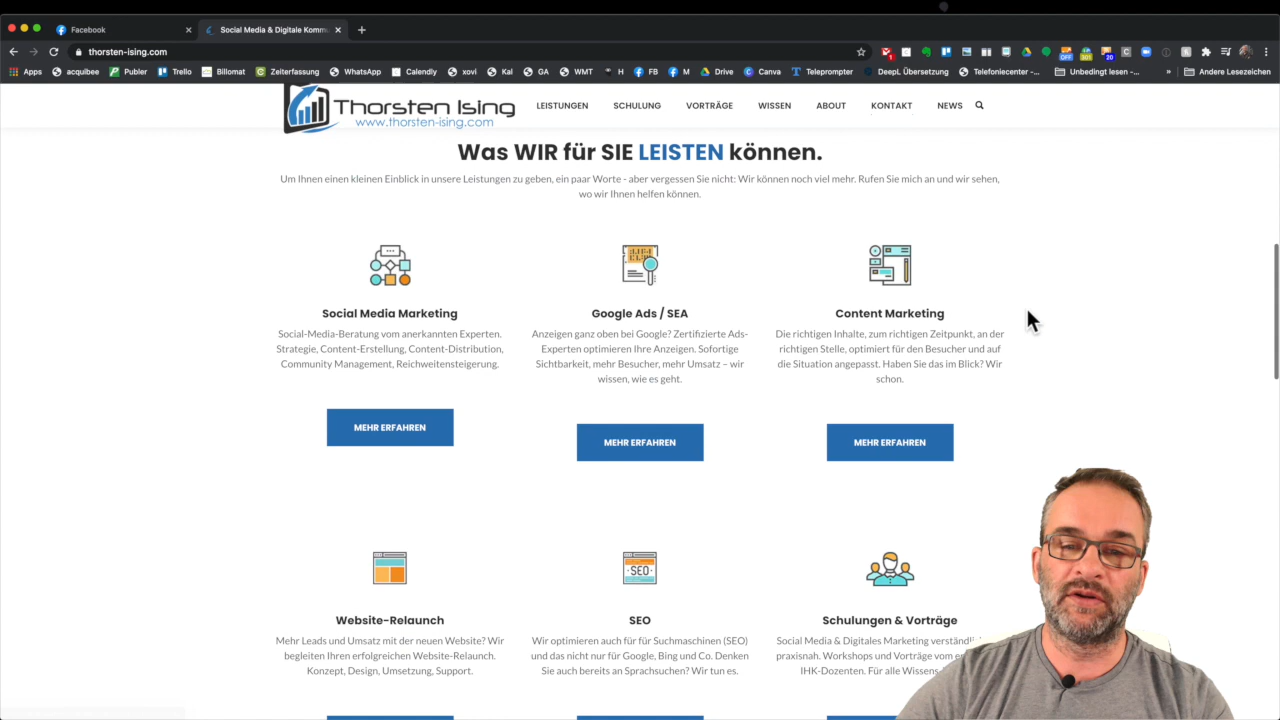 Facebook
Social Media & Digitale Kommu
thorsten-ising.com
Apps
acquibee
Publer
Trello
Billomat
Zeiterfassung
WhatsApp
Calendly
xovi
Kai
GA
WMT
H
FB
M
Drive
Canva
Teleprompter
DeepL Übersetzung
Telefoniecenter -...
Unbedingt lesen -...
»
Andere Lesezeichen
Thorsten Ising
www.thorsten-ising.com
LEISTUNGEN
SCHULUNG
VORTRÄGE
WISSEN
ABOUT
KONTAKT
NEWS
Was WIR für SIE LEISTEN können.
Um Ihnen einen kleinen Einblick in unsere Leistungen zu geben, ein paar Worte - aber vergessen Sie nicht: Wir können noch viel mehr. Rufen Sie mich an und wir sehen,
wo wir Ihnen helfen können.
Social Media Marketing
Social-Media-Beratung vom anerkannten Experten.
Strategie, Content-Erstellung, Content-Distribution,
Community Management, Reichweitensteigerung.
MEHR ERFAHREN
Google Ads / SEA
Anzeigen ganz oben bei Google? Zertifizierte Ads-
Experten optimieren Ihre Anzeigen. Sofortige
Sichtbarkeit, mehr Besucher, mehr Umsatz – wir
wissen, wie es geht.
MEHR ERFAHREN
Content Marketing
Die richtigen Inhalte, zum richtigen Zeitpunkt, an der
richtigen Stelle, optimiert für den Besucher und auf
die Situation angepasst. Haben Sie das im Blick? Wir
schon.
MEHR ERFAHREN
Website-Relaunch
Mehr Leads und Umsatz mit der neuen Website? Wir
begleiten Ihren erfolgreichen Website-Relaunch.
Konzept, Design, Umsetzung, Support.
SEO
SEO
Wir optimieren auch für für Suchmaschinen (SEO)
und das nicht nur für Google, Bing und Co. Denken
Sie auch bereits an Sprachsuchen? Wir tun es.
Schulungen & Vorträge
Social Media & Digitales Marketing
praxisnah. Workshops und Vorträge vom
IHK-Dozenten. Für alle